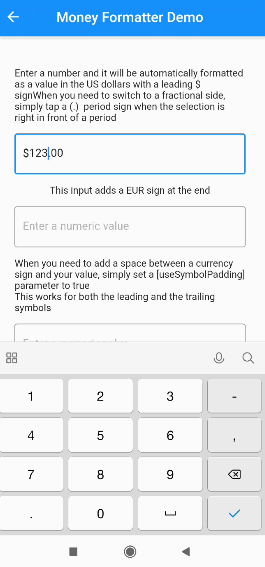 Money Formatter Demo
Enter a number and it will be automatically formatted
as a value in the US dollars with a leading $
signWhen you need to switch to a fractional side,
simply tap a (.)  period sign when the selection is
right in front of a period
$123.00
This input adds a EUR sign at the end
Enter a numeric value
When you need to add a space between a currency
sign and your value, simply set a [useSymbolPadding]
parameter to true
This works for both the leading and the trailing
symbols
1 2 3 -
4 5 6 ,
7 8 9
. 0